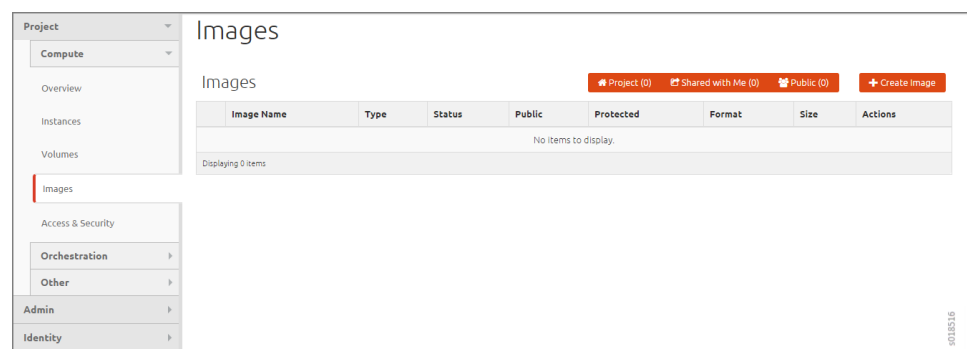 Project
Compute
Overview
Instances
Volumes
Images
Access & Security
Orchestration
Other
Admin
Identity
Images
Images
Project (0) Shared with Me (0) Public (0) Create Image
Image Name Type Status Public Protected Format Size Actions
No items to display.
Displaying 0 items
s018516